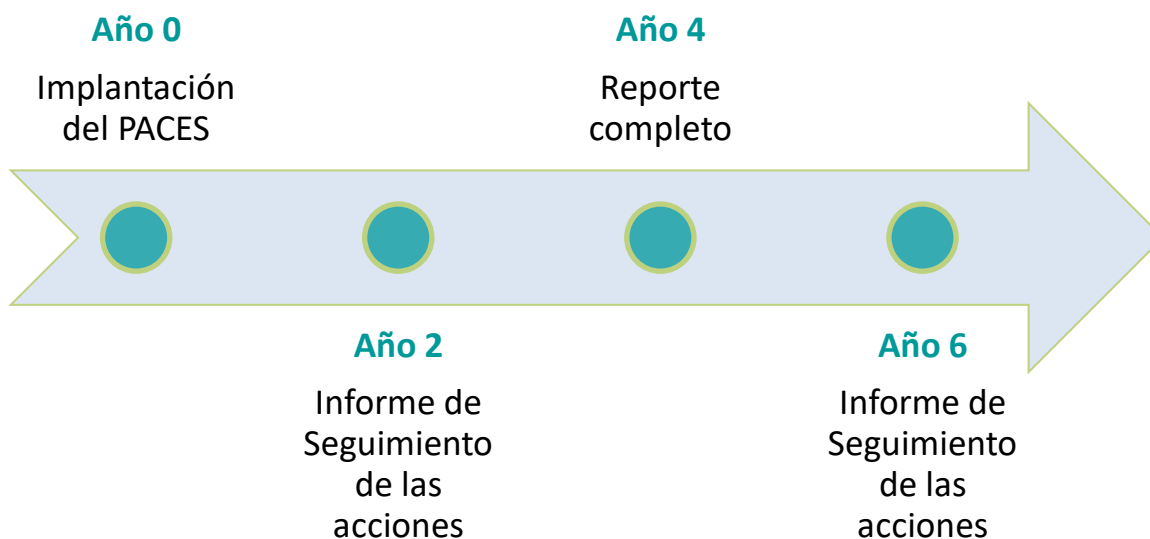 Año 0
Implantación
del PACES
Año 2
Informe de
Seguimiento
de las
acciones
Año 4
Reporte
completo
Año 6
Informe de
Seguimiento
de las
acciones